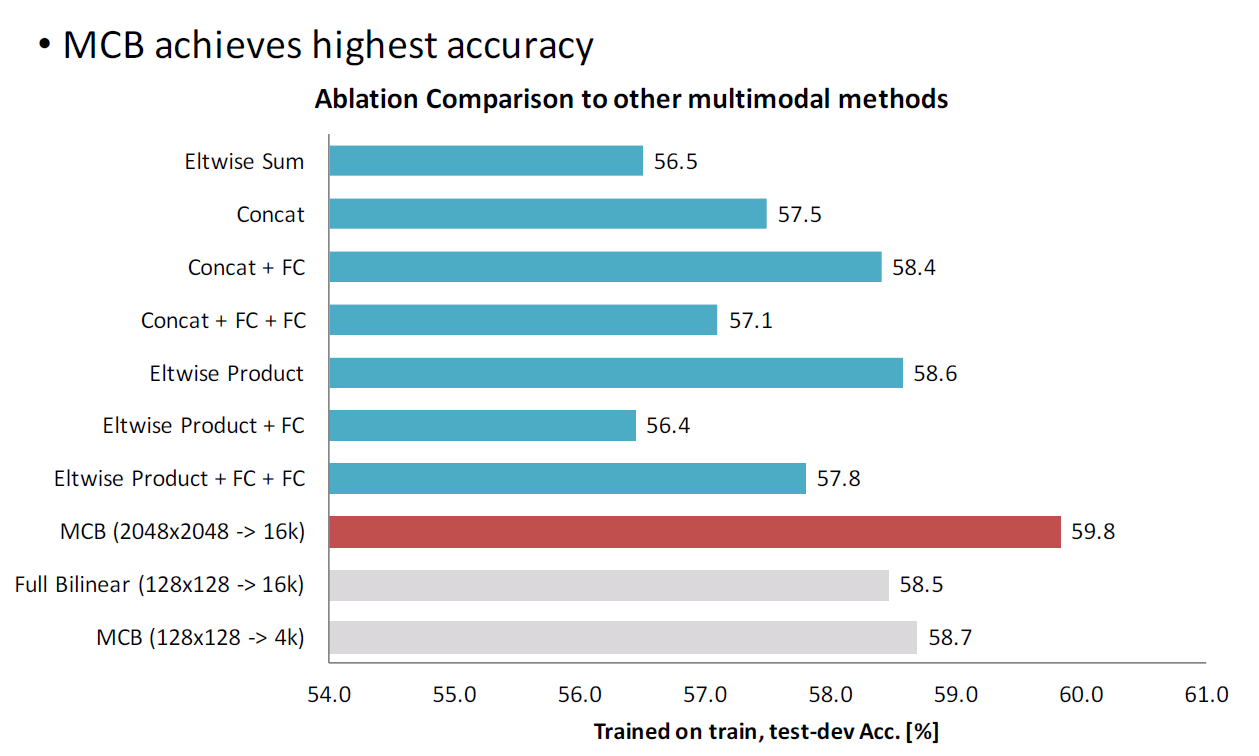 • MCB achieves highest accuracy
Ablation Comparison to other multimodal methods
Eltwise Sum 56.5
Concat 57.5
Concat + FC 58.4
Concat + FC + FC 57.1
Eltwise Product 58.6
Eltwise Product + FC 56.4
Eltwise Product + FC + FC 57.8
MCB (2048x2048 -> 16k) 59.8
Full Bilinear (128x128 -> 16k) 58.5
MCB (128x128 -> 4k) 58.7
54.0 55.0 56.0 57.0 58.0 59.0 60.0 61.0
Trained on train, test-dev Acc. [%]